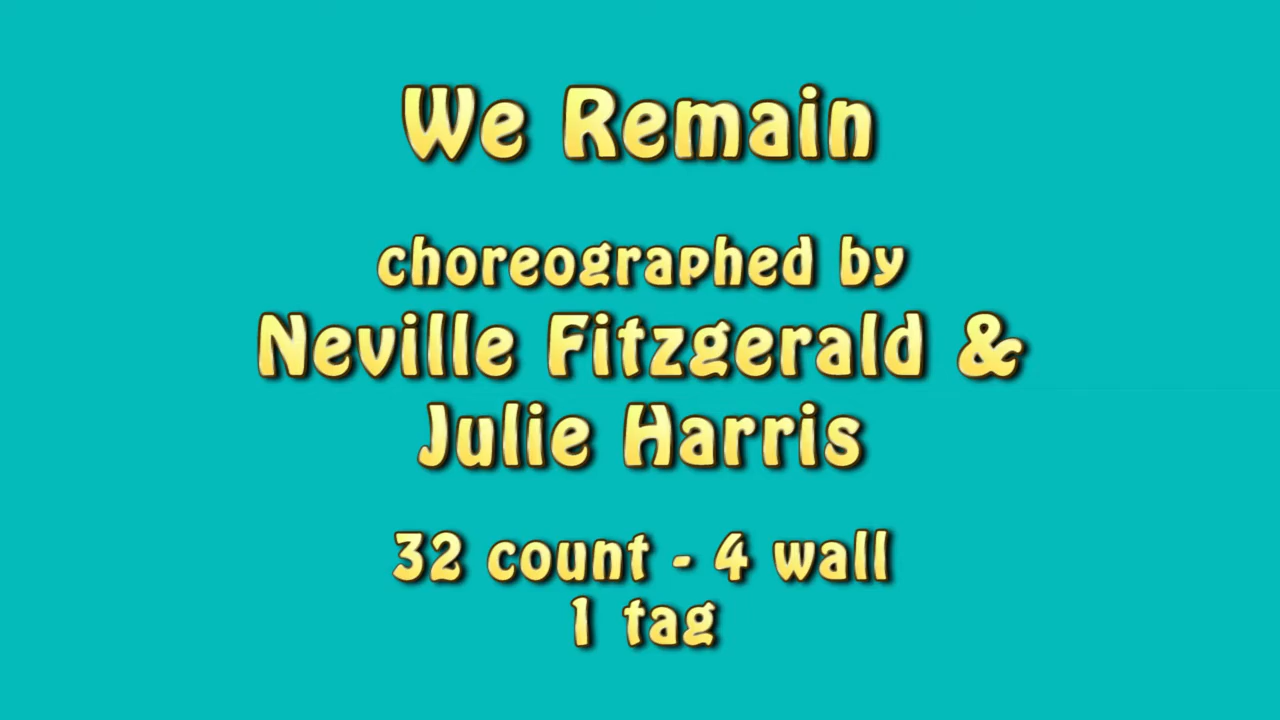 We Remain
choreographed by
Neville Fitzgerald &
Julie Harris
32 count - 4 wall
1 tag